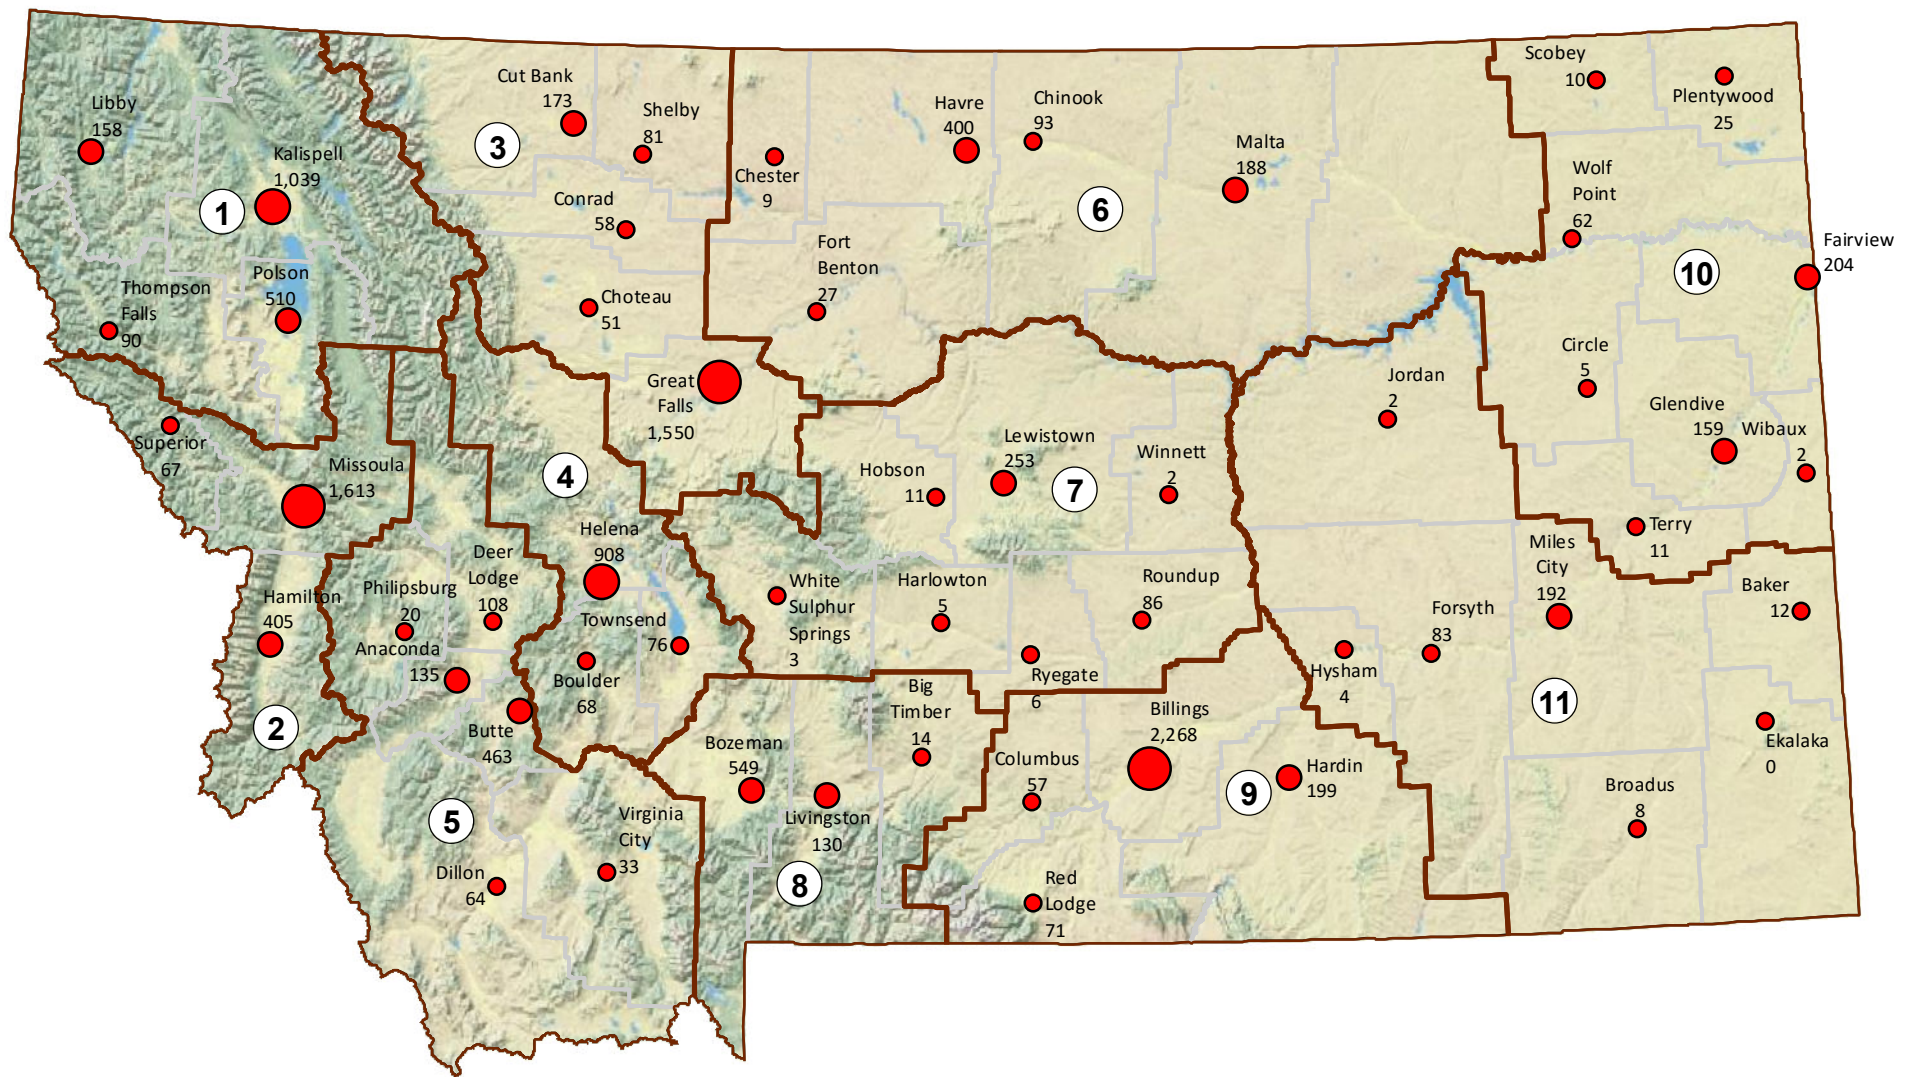 Libby
158
Kalispell
1,039
1
Polson
510
Thompson
Falls
90
Cut Bank
173
Shelby
81
3
Conrad
58
Choteau
51
Great
Falls
1,550
Chester
9
Havre
400
Chinook
93
Malta
188
6
Fort
Benton
27
Scobey
10
Plentywood
25
Wolf
Point
62
Fairview
204
10
Circle
5
Glendive
159
Wibaux
2
Terry
11
Jordan
2
Superior
67
Missoula
1,613
4
Helena
908
Hobson
11
Lewistown
253
7
Winnett
2
Deer
Lodge
108
Philipsburg
20
Anaconda
135
Hamilton
405
2
Townsend
76
Boulder
68
Butte
463
White
Sulphur
Springs
3
Harlowton
5
Ryegate
6
Roundup
86
Miles
City
192
Baker
12
Forsyth
83
Hysham
4
11
Ekalaka
0
Broadus
8
Bozeman
549
Livingston
130
Big
Timber
14
8
Columbus
57
Billings
2,268
9
Hardin
199
Red
Lodge
71
5
Virginia
City
33
Dillon
64